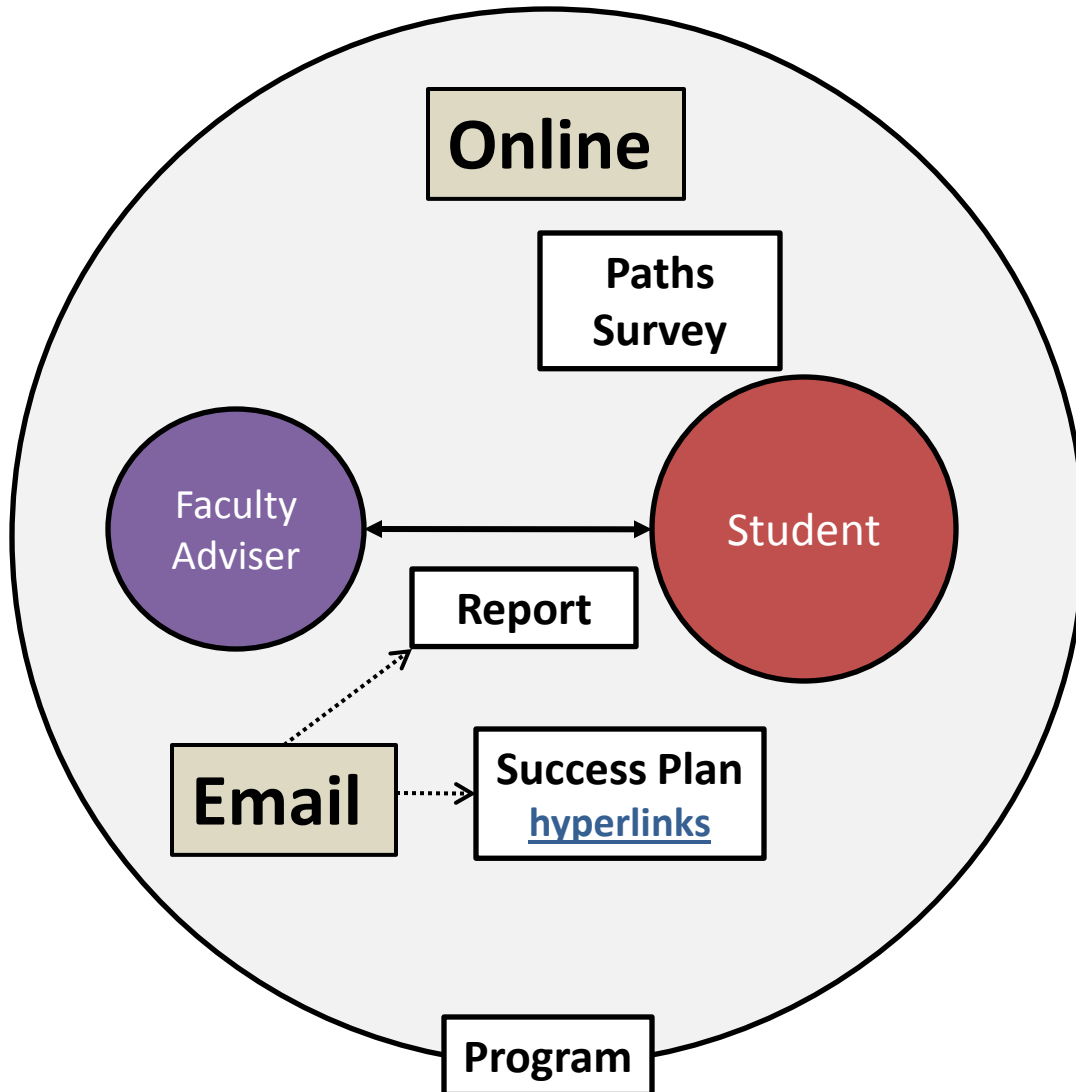 Online
Paths
Survey
Faculty
Adviser
Student
Report
Email
Success Plan
hyperlinks
Program